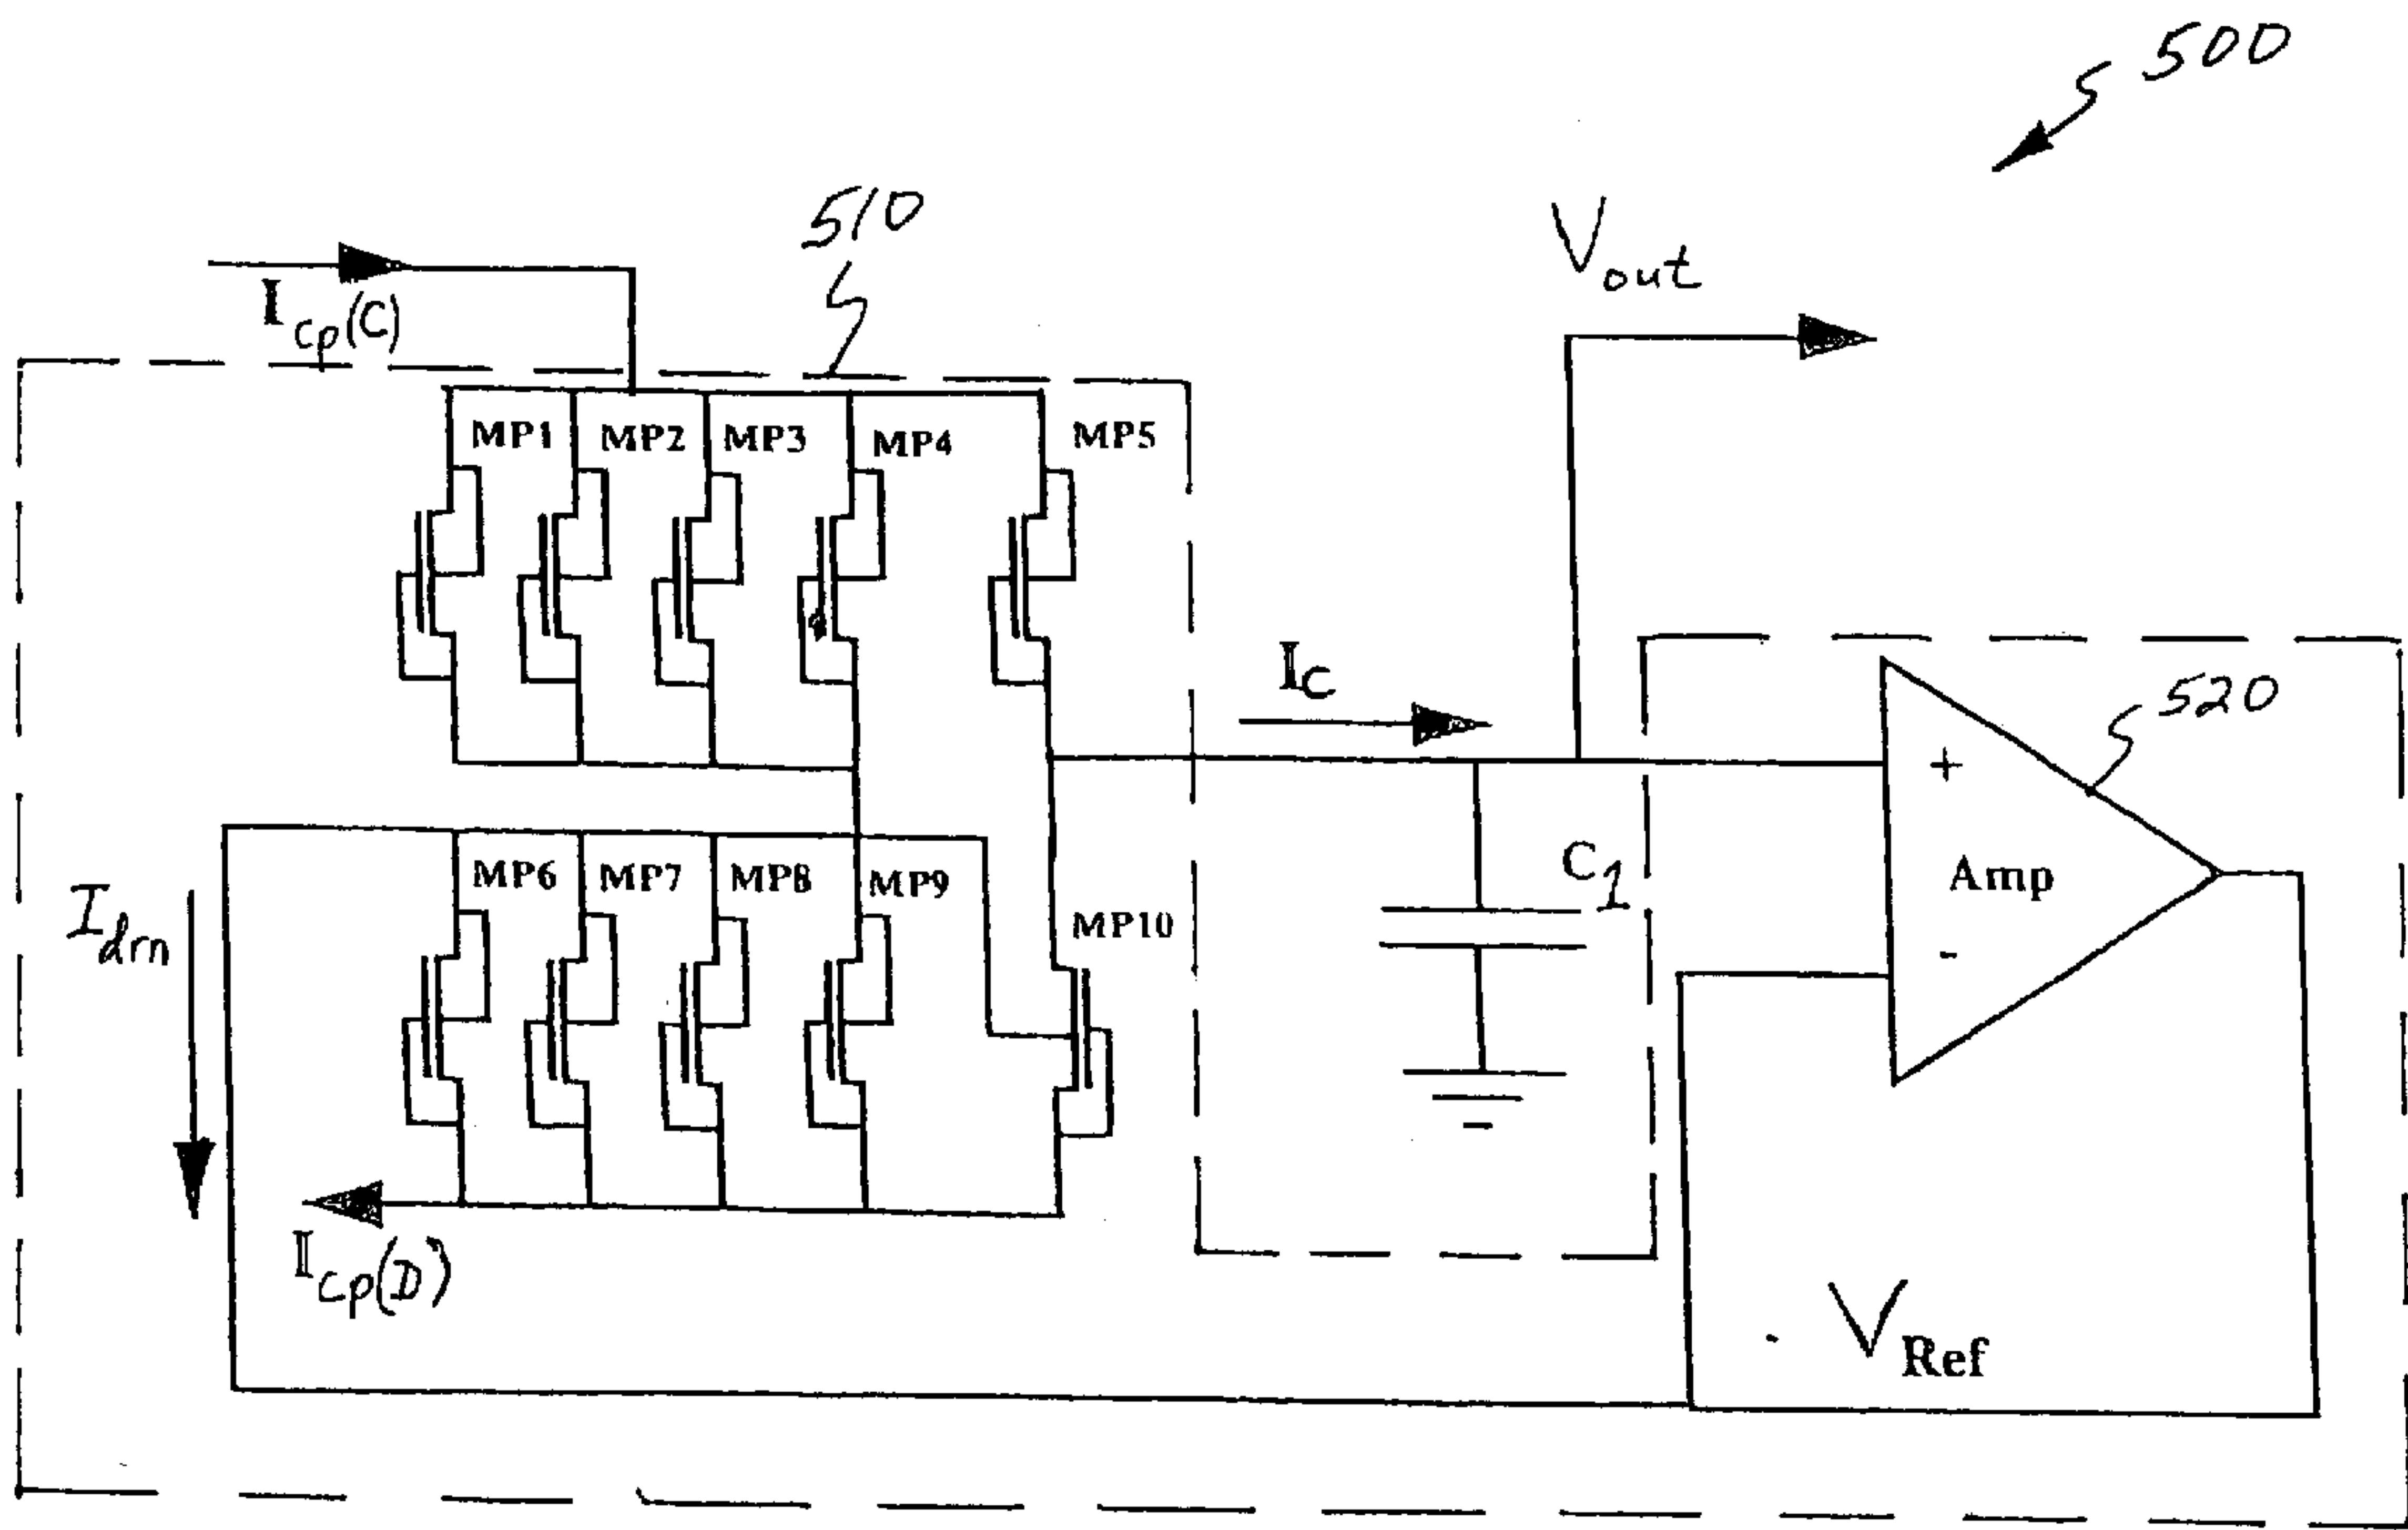 500
510
Vout
Icp(C)
MP1 MP2 MP3 MP4 MP5
IC
520
+
Amp
-
C1
MP6 MP7 MP8 MP9
MP10
Idrn
Icp(D)
VRef